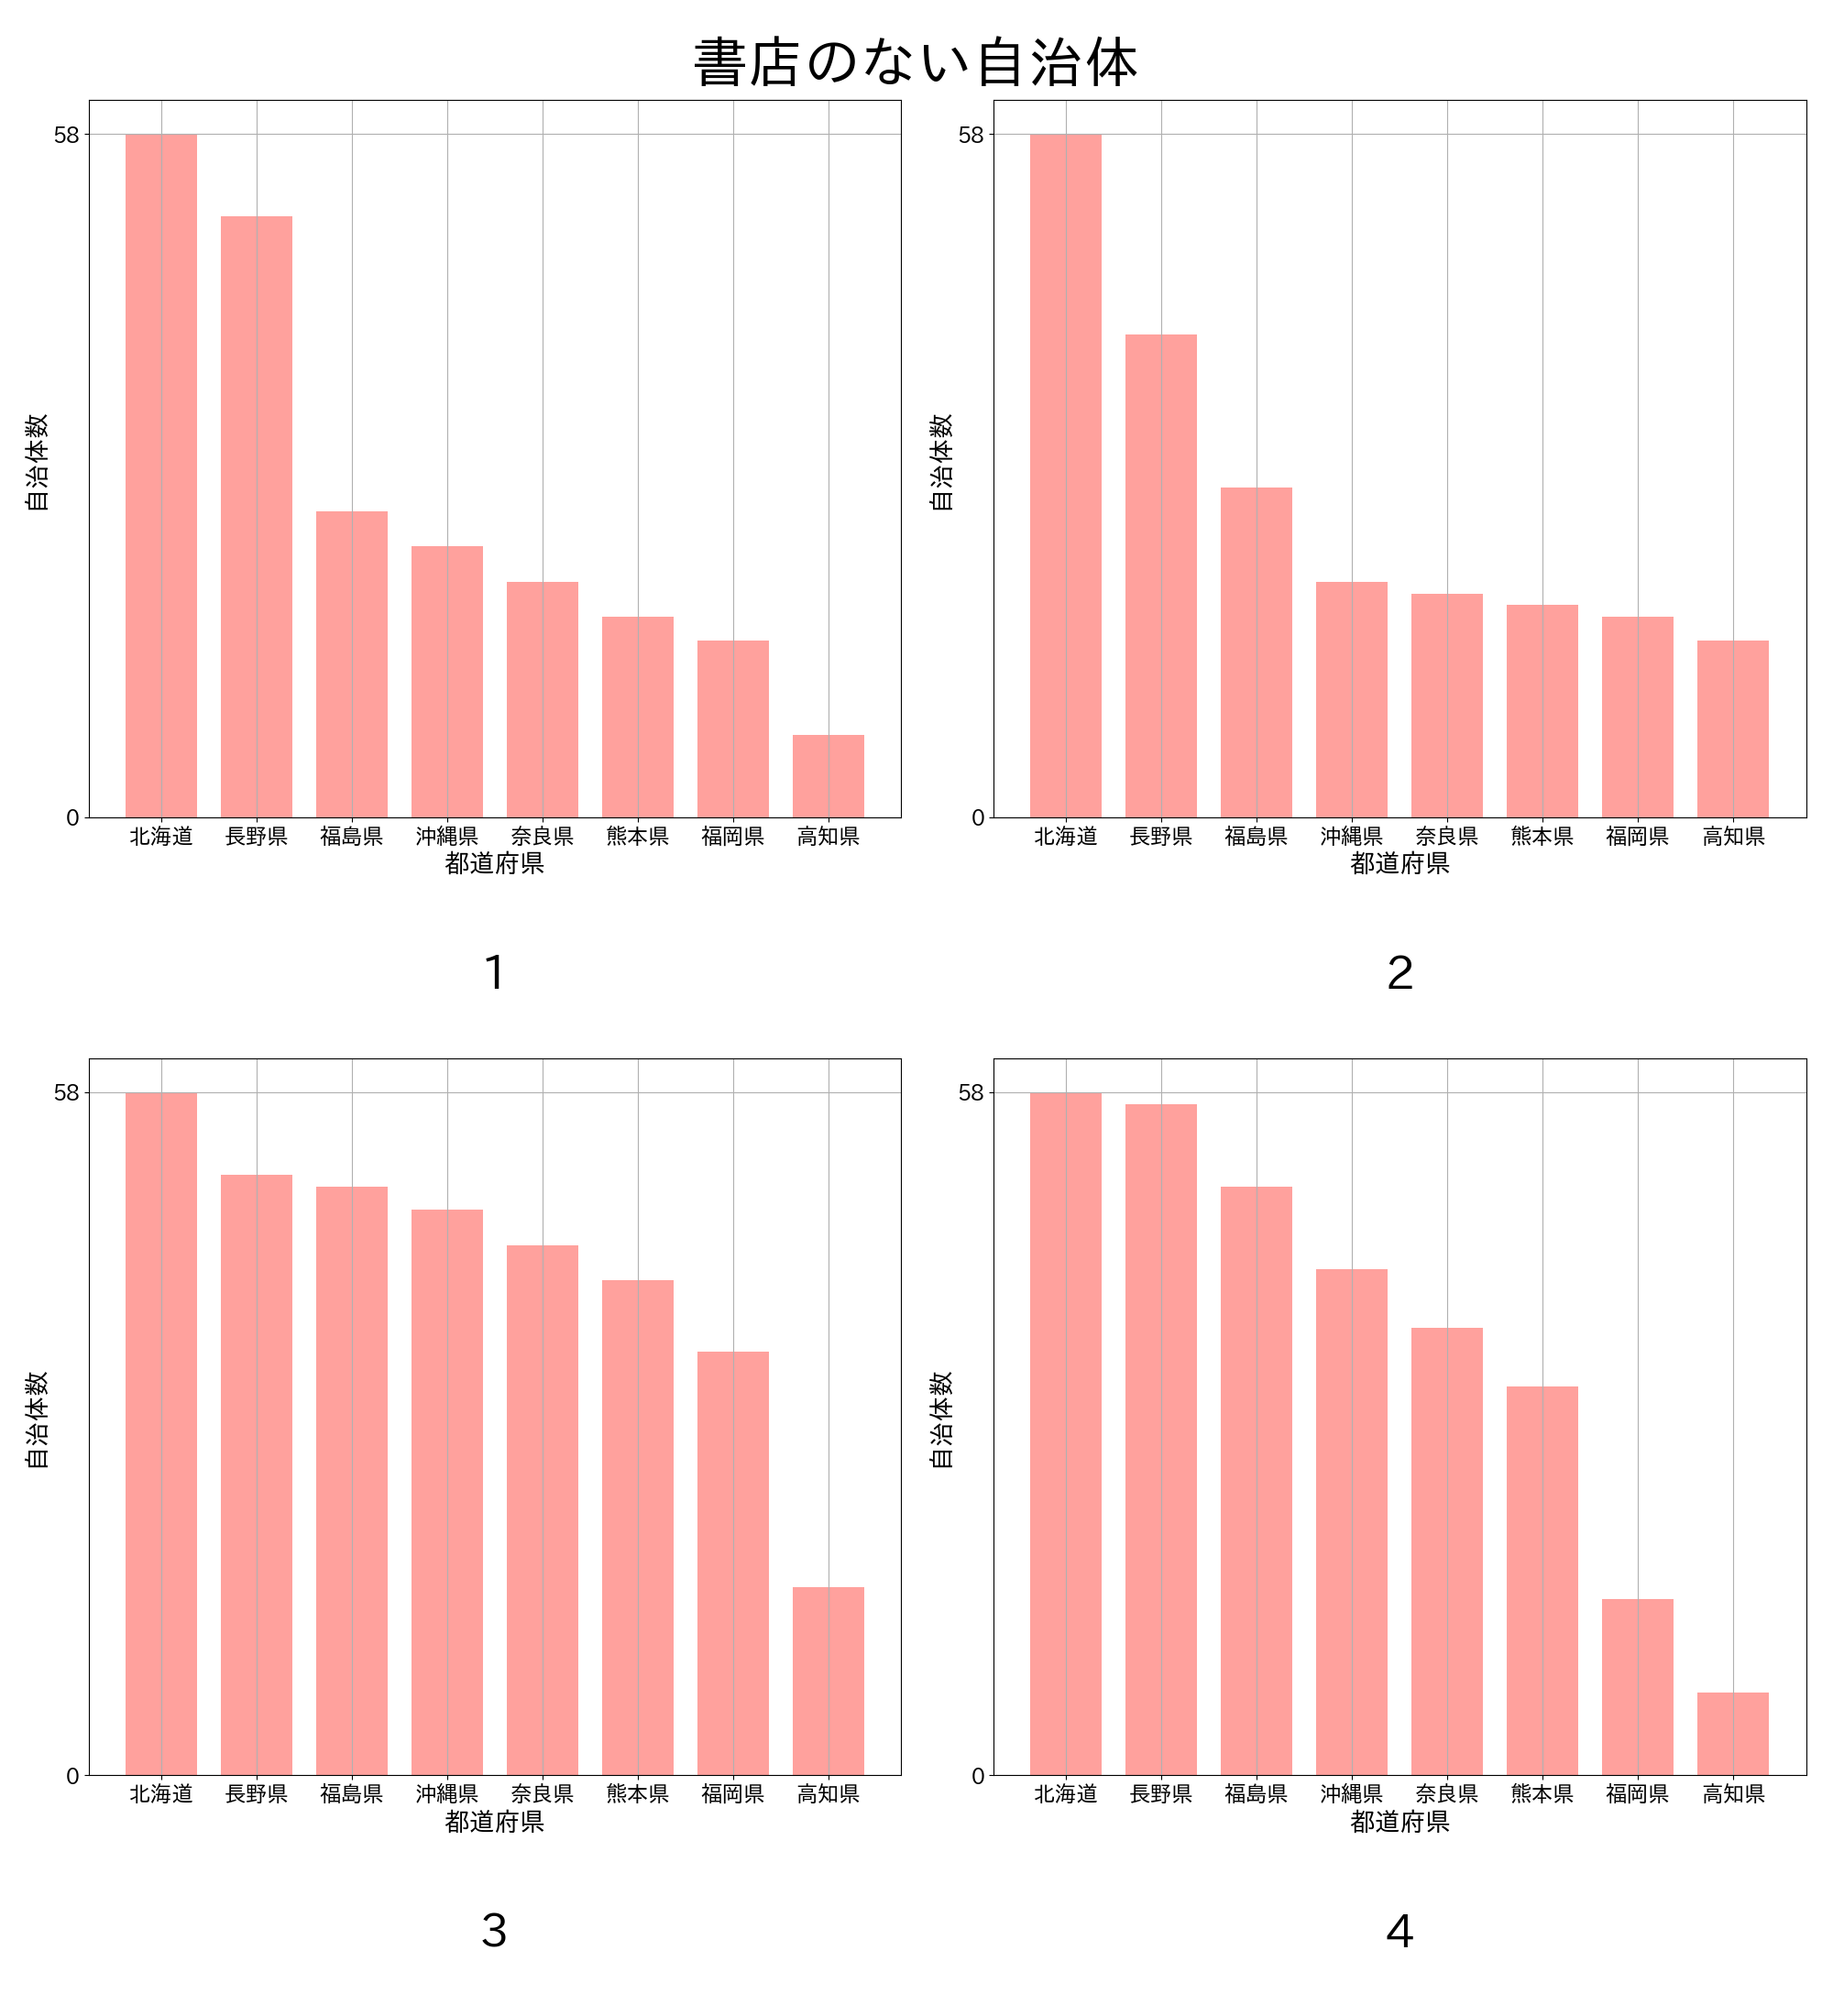 書店のない自治体
58
0
自治体数
北海道 長野県 福島県 沖縄県 奈良県 熊本県 福岡県 高知県
都道府県
1
58
0
自治体数
北海道 長野県 福島県 沖縄県 奈良県 熊本県 福岡県 高知県
都道府県
2
58
0
自治体数
北海道 長野県 福島県 沖縄県 奈良県 熊本県 福岡県 高知県
都道府県
3
58
0
自治体数
北海道 長野県 福島県 沖縄県 奈良県 熊本県 福岡県 高知県
都道府県
4